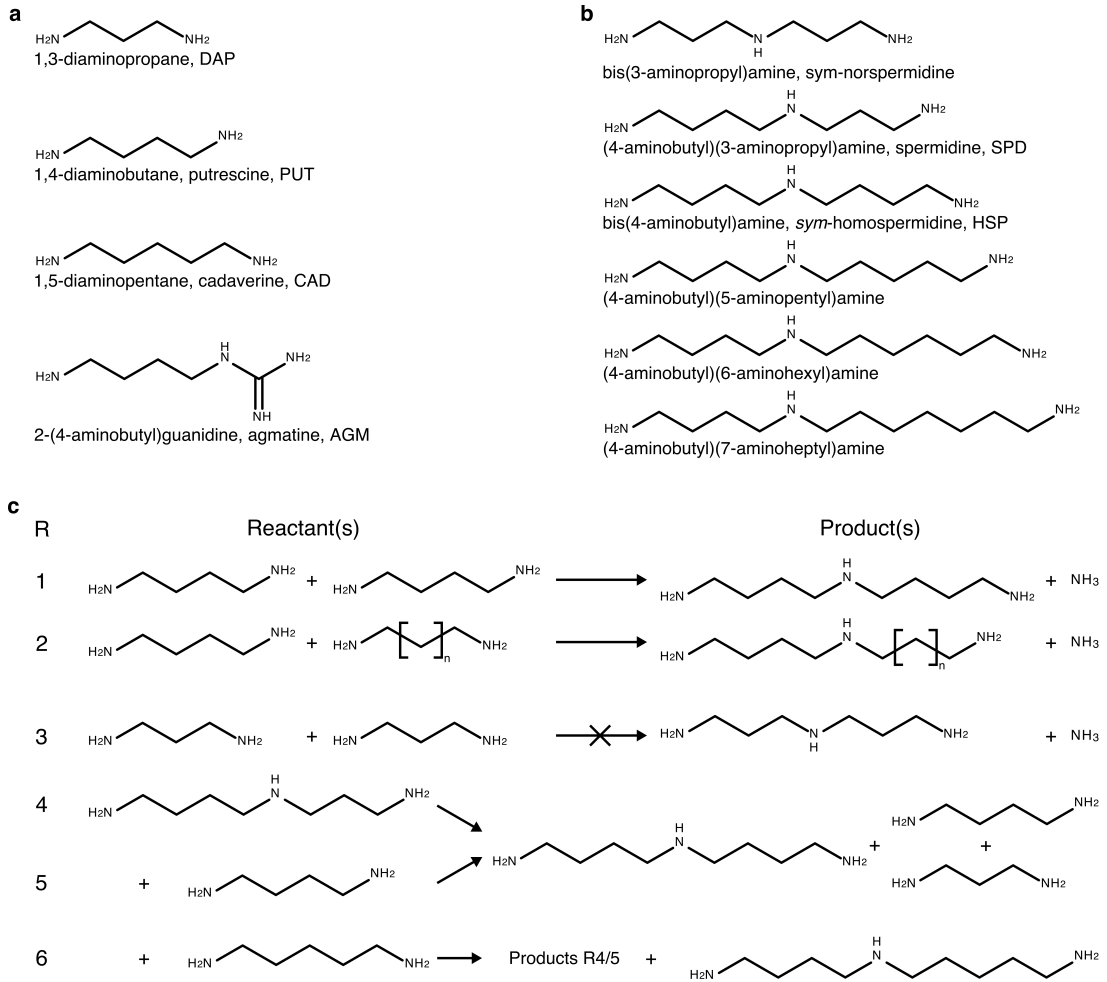 a
H₂N NH₂
1,3-diaminopropane, DAP
H₂N NH₂
1,4-diaminobutane, putrescine, PUT
H₂N NH₂
1,5-diaminopentane, cadaverine, CAD
H₂N H N NH₂ NH
2-(4-aminobutyl)guanidine, agmatine, AGM
b
H₂N N H NH₂
bis(3-aminopropyl)amine, sym-norspermidine
H₂N H N NH₂
(4-aminobutyl)(3-aminopropyl)amine, spermidine, SPD
H₂N H N NH₂
bis(4-aminobutyl)amine, sym-homospermidine, HSP
H₂N H N NH₂
(4-aminobutyl)(5-aminopentyl)amine
H₂N H N NH₂
(4-aminobutyl)(6-aminohexyl)amine
H₂N H N NH₂
(4-aminobutyl)(7-aminoheptyl)amine
c
R Reactant(s) Product(s)
1 H₂N NH₂ + H₂N NH₂ H₂N H N NH₂ + NH₃
2 H₂N NH₂ + H₂N n NH₂ H₂N H N n NH₂ + NH₃
3 H₂N NH₂ + H₂N NH₂ H₂N N H NH₂ + NH₃
4 H₂N H N NH₂
H₂N H N NH₂ + H₂N NH₂ + H₂N NH₂
5 + H₂N NH₂
6 + H₂N NH₂ Products R4/5 + H₂N H N NH₂